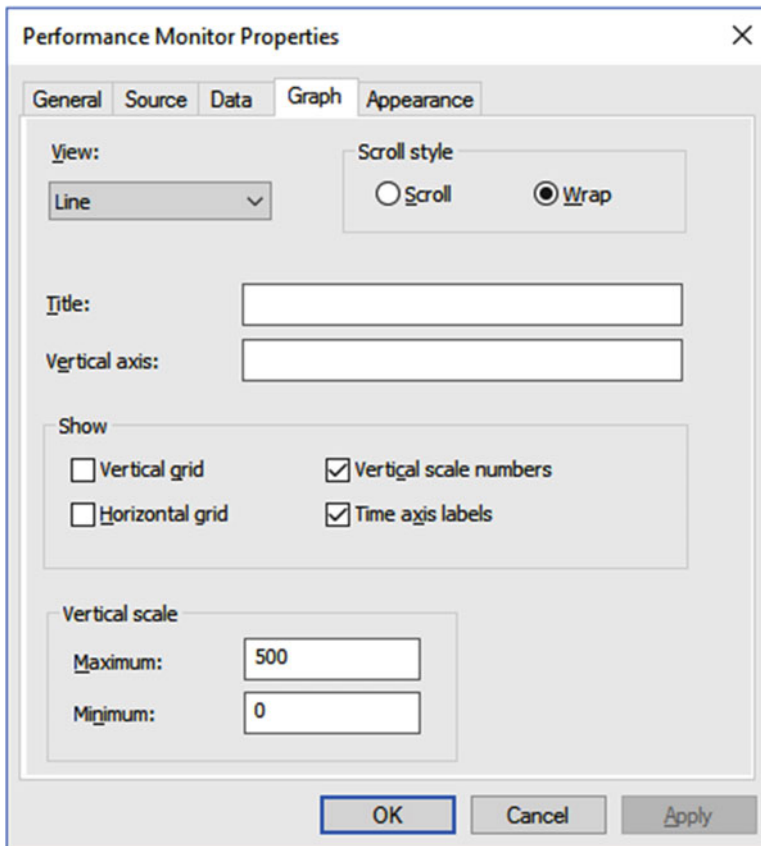 Performance Monitor Properties
General Source Data Graph Appearance
View:
Line
Scroll style
Scroll Wrap
Title:
Vertical axis:
Show
Vertical grid Vertical scale numbers
Horizontal grid Time axis labels
Vertical scale
Maximum: 500
Minimum: 0
OK Cancel Apply